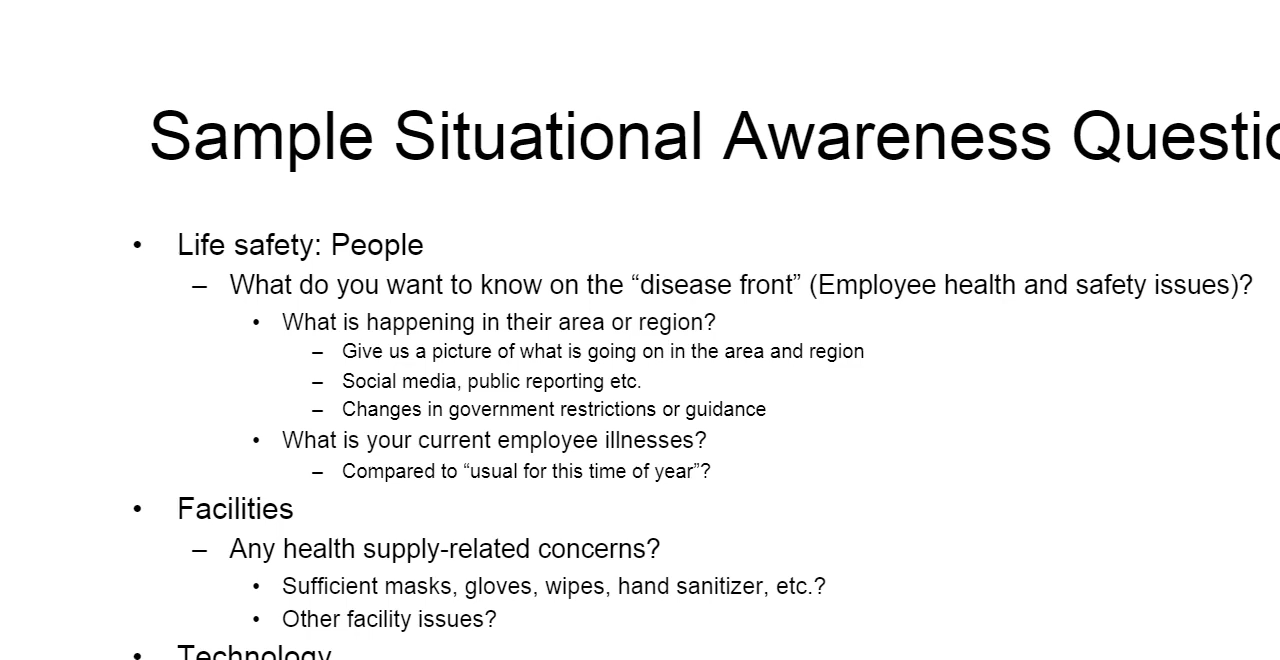 Sample Situational Awareness Questio
• Life safety: People
– What do you want to know on the “disease front” (Employee health and safety issues)?
• What is happening in their area or region?
– Give us a picture of what is going on in the area and region
– Social media, public reporting etc.
– Changes in government restrictions or guidance
• What is your current employee illnesses?
– Compared to “usual for this time of year”?
• Facilities
– Any health supply-related concerns?
• Sufficient masks, gloves, wipes, hand sanitizer, etc.?
• Other facility issues?
• Technology